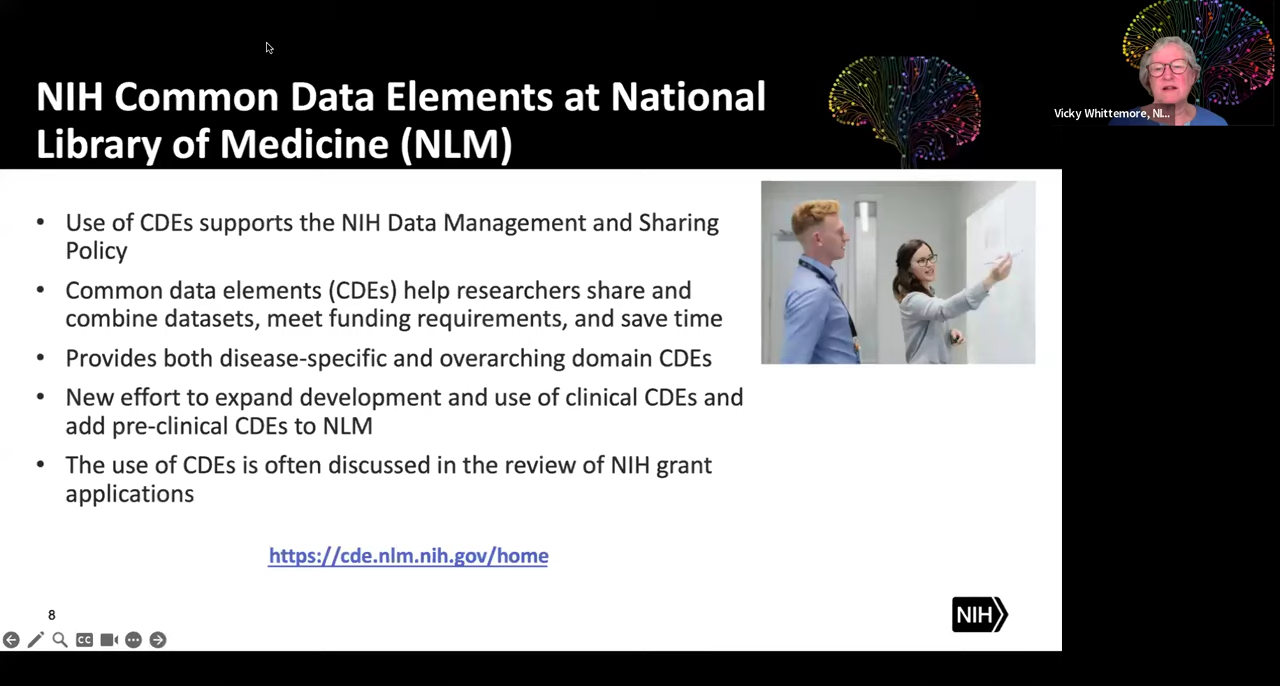 NIH Common Data Elements at National
Library of Medicine (NLM)
Vicky Whittemore, NI...
• Use of CDEs supports the NIH Data Management and Sharing
Policy
• Common data elements (CDEs) help researchers share and
combine datasets, meet funding requirements, and save time
• Provides both disease-specific and overarching domain CDEs
• New effort to expand development and use of clinical CDEs and
add pre-clinical CDEs to NLM
• The use of CDEs is often discussed in the review of NIH grant
applications
https://cde.nlm.nih.gov/home
8
NIH
CC